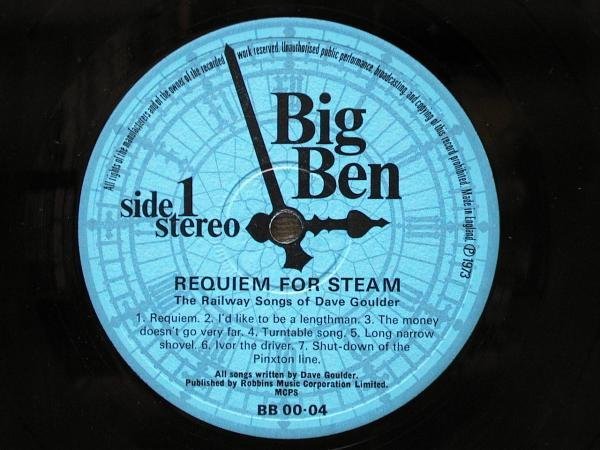 All rights of the manufacturers and of the owner of the recorded work reserved. Unauthorised public performance, broadcasting and copying of this record prohibited. Made in England. Ⓟ 1973
Big
Ben
side 1
stereo
REQUIEM FOR STEAM
The Railway Songs of Dave Goulder
1. Requiem. 2. I'd like to be a lengthman. 3. The money
doesn't go very far. 4. Turntable song. 5. Long narrow
shovel. 6. Ivor the driver. 7. Shut-down of the
Pinxton line.
All songs written by Dave Goulder.
Published by Robbins Music Corporation Limited.
MCPS
BB 00·04